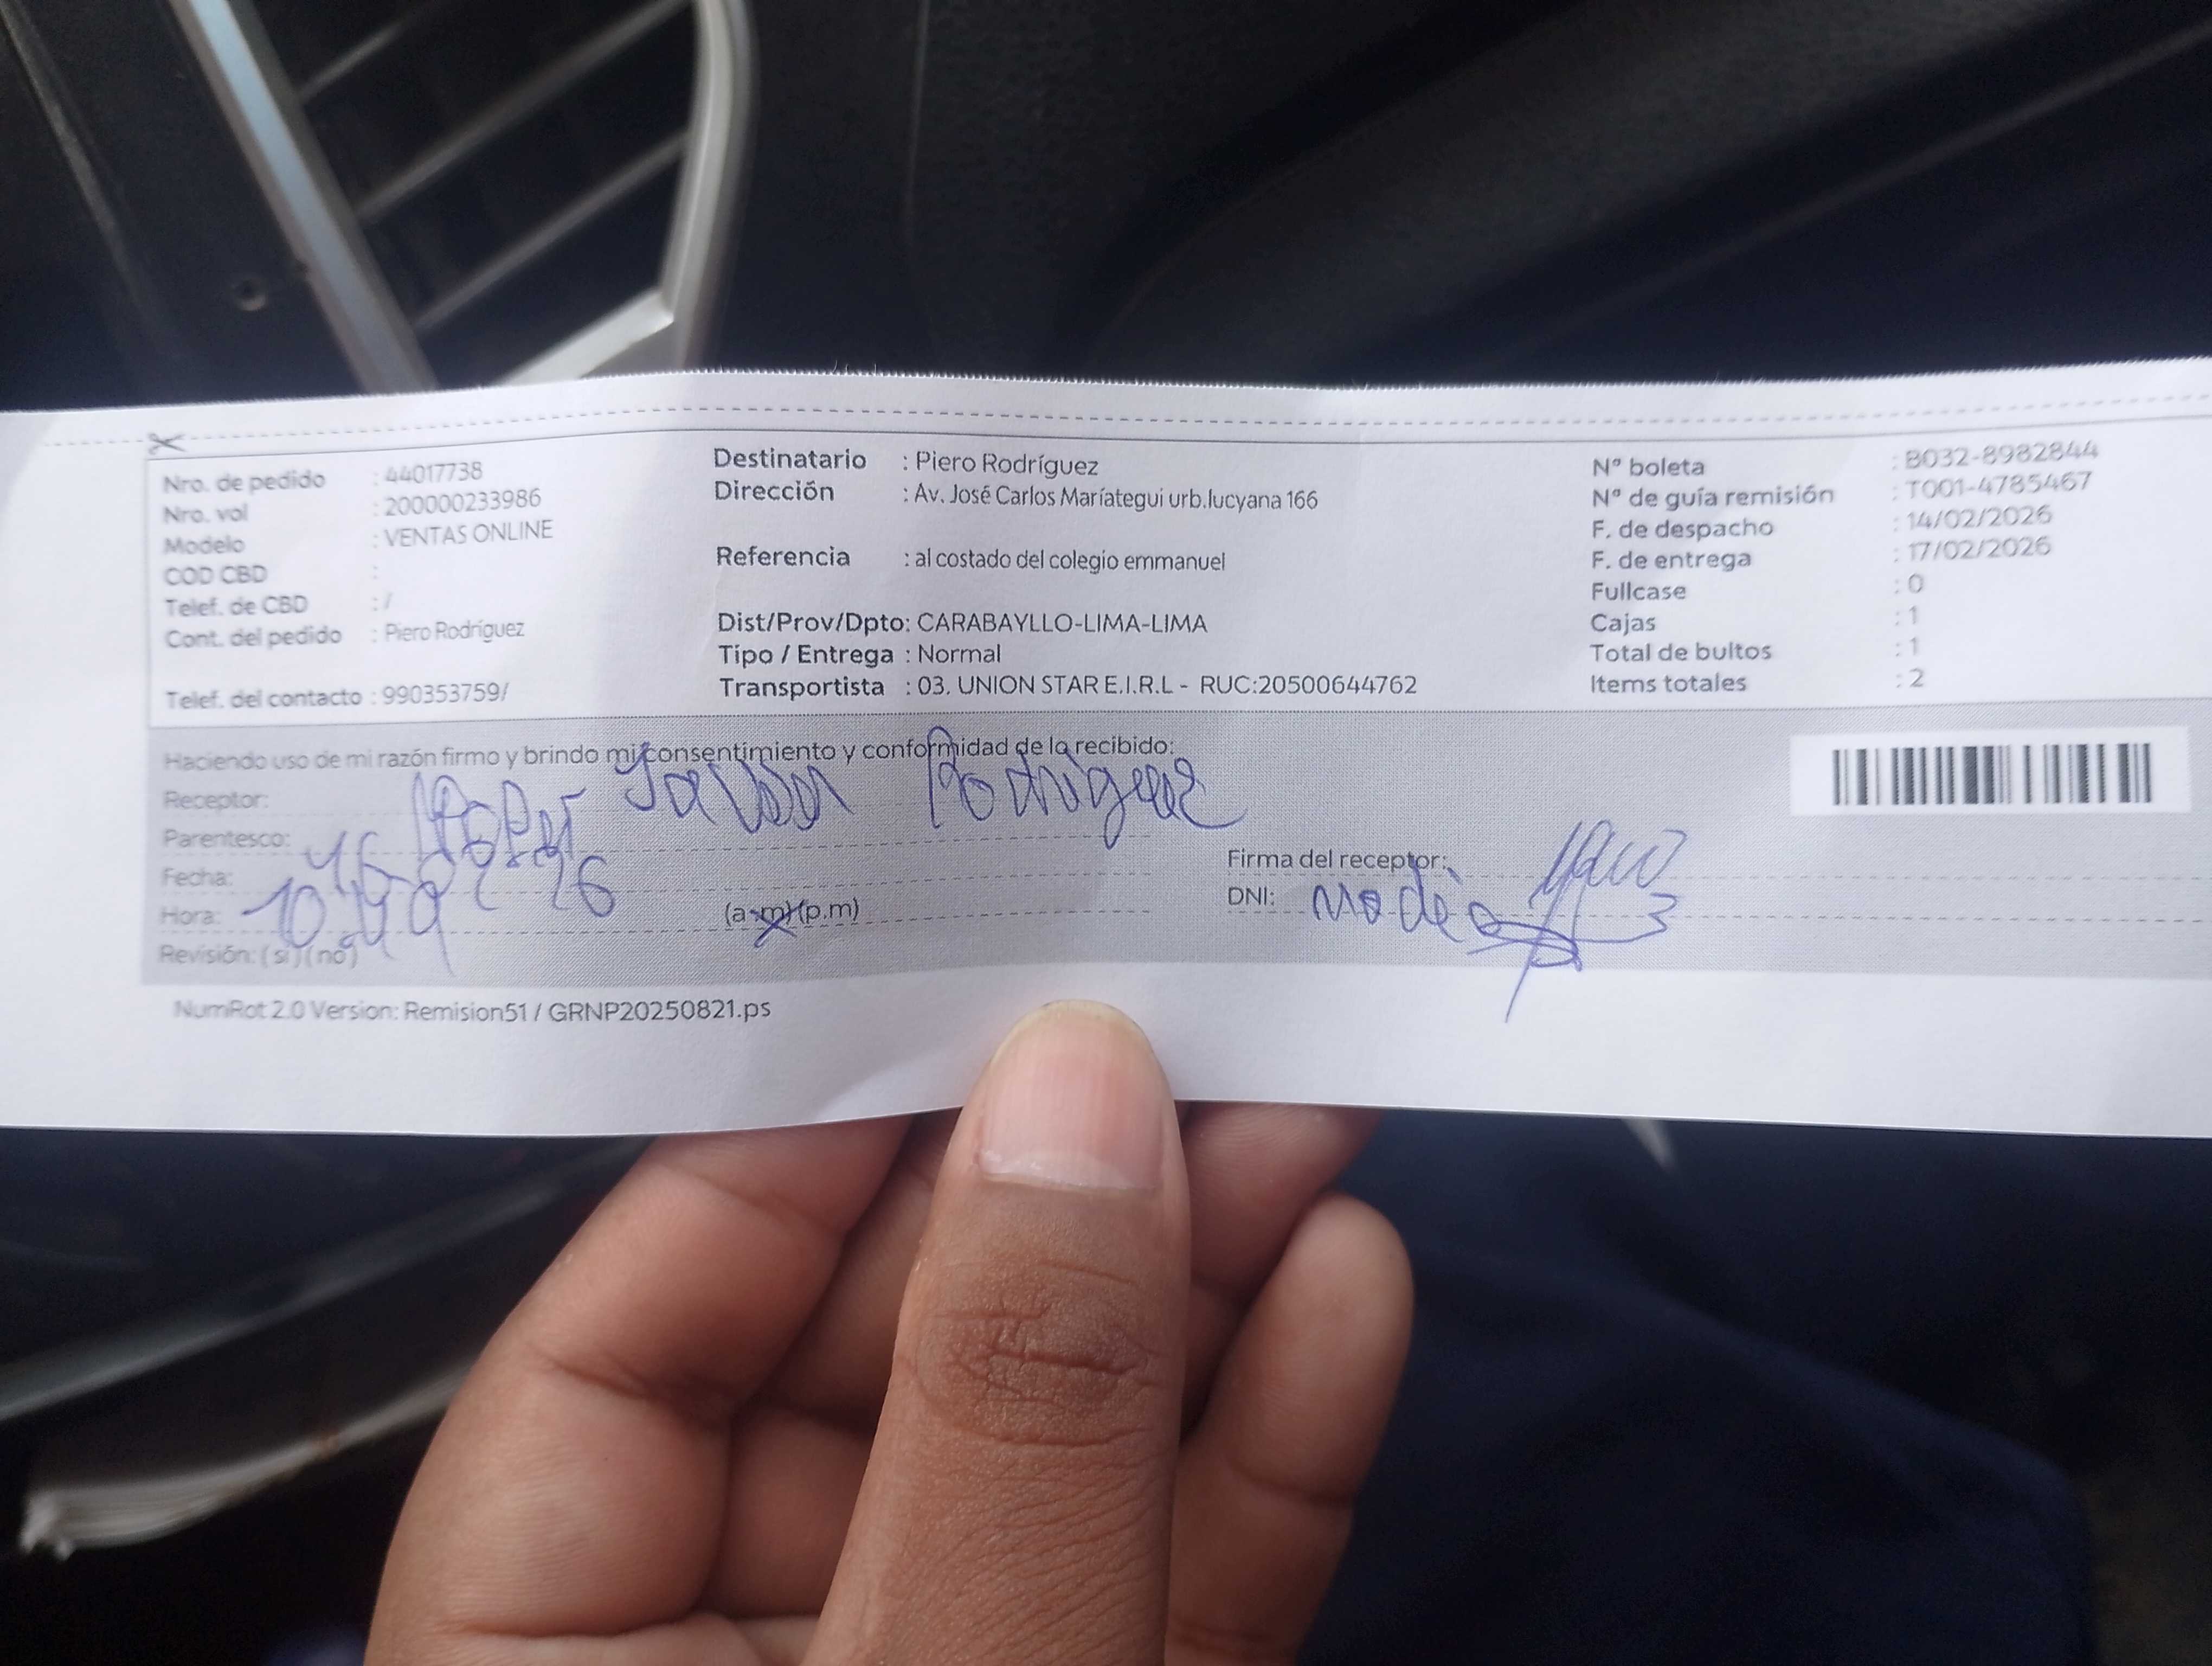 Nro. de pedido : 44017738
Nro. vol : 200000233986
Modelo : VENTAS ONLINE
COD CBD :
Telef. de CBD : /
Cont. del pedido : Piero Rodríguez
Telef. del contacto : 990353759/
Destinatario : Piero Rodríguez
Dirección : Av. José Carlos Maríategui urb.lucyana 166
Referencia : al costado del colegio emmanuel
Dist/Prov/Dpto: CARABAYLLO-LIMA-LIMA
Tipo / Entrega : Normal
Transportista : 03. UNION STAR E.I.R.L - RUC:20500644762
Nº boleta : B032-8982844
Nº de guía remisión : T001-4785467
F. de despacho : 14/02/2026
F. de entrega : 17/02/2026
Fullcase : 0
Cajas : 1
Total de bultos : 1
Items totales : 2
Haciendo uso de mi razón firmo y brindo mi consentimiento y conformidad de lo recibido:
Receptor: Rodriguez
Parentesco:
Fecha: 26
Hora: (a.m)(p.m)
Revisión: (si) (no)
Firma del receptor:
DNI:
NumRot 2.0 Version: Remision51 / GRNP20250821.ps